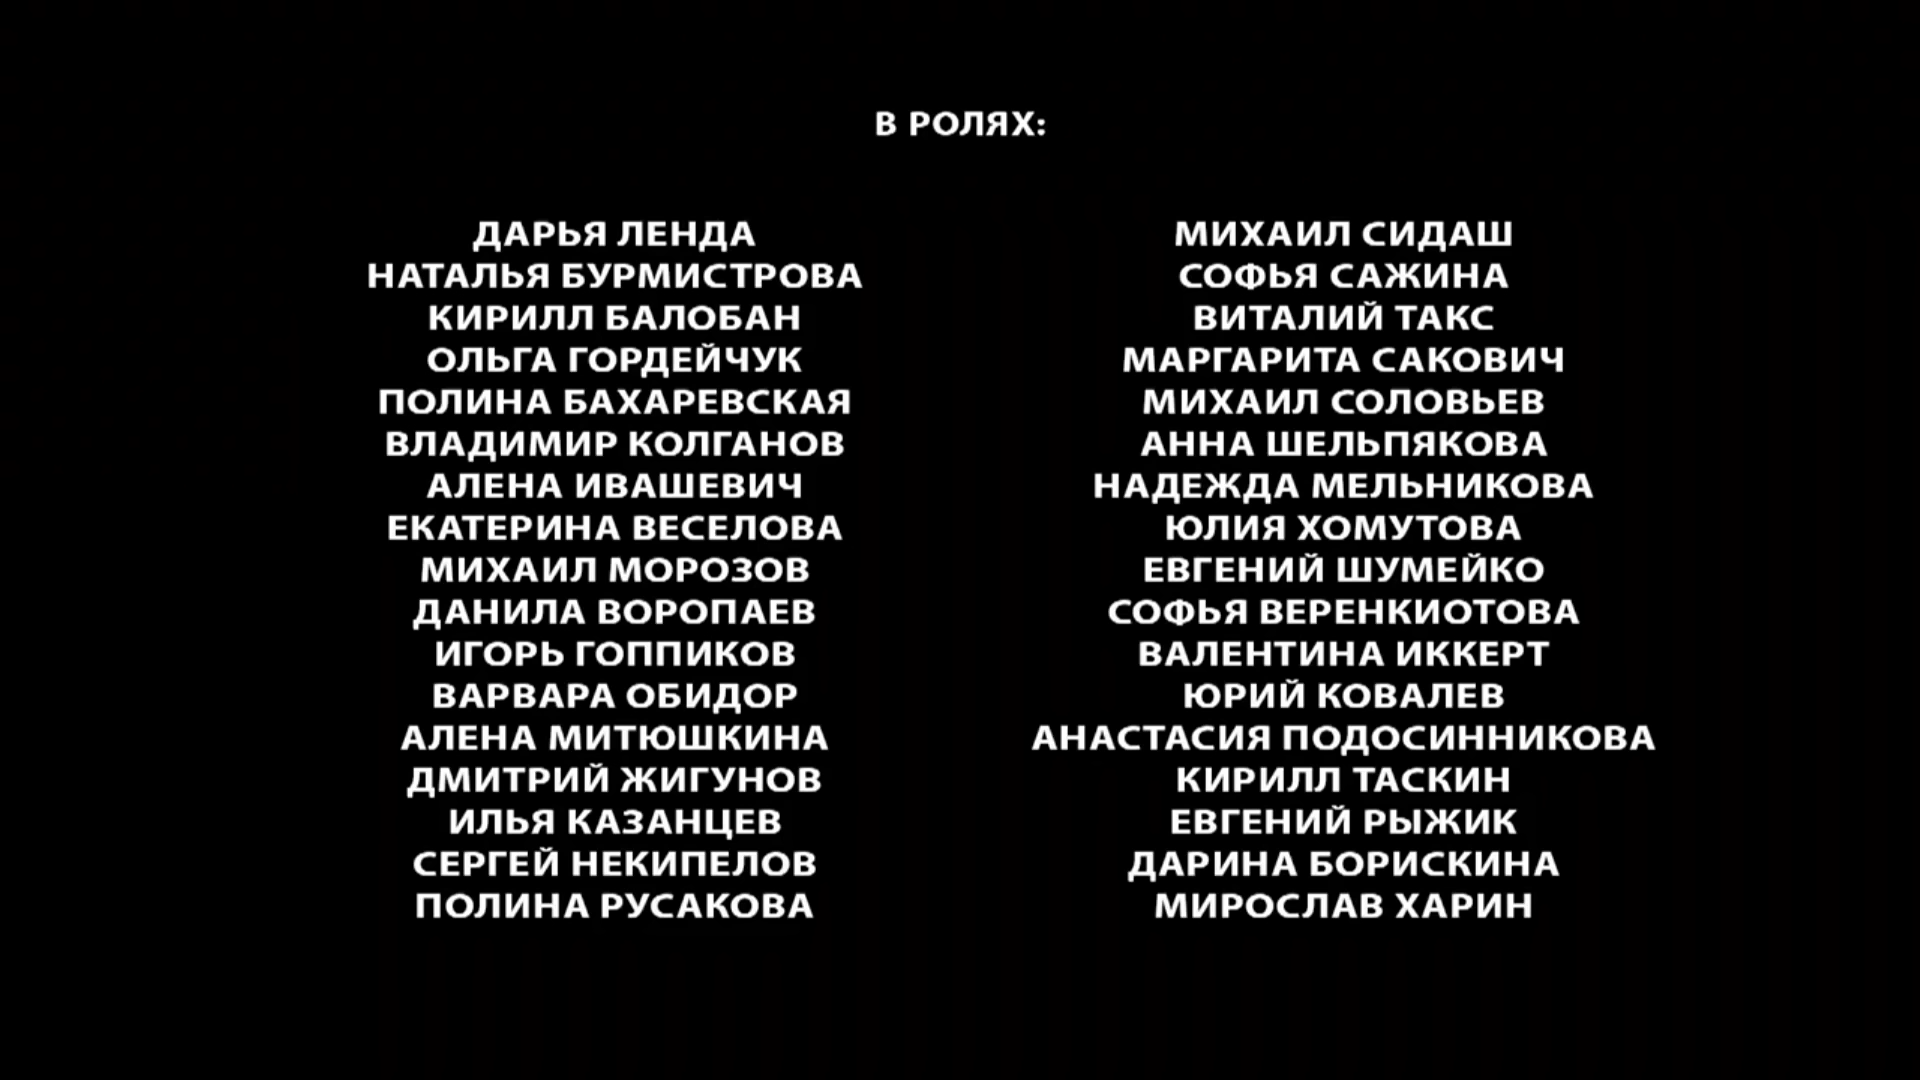 В РОЛЯХ:
ДАРЬЯ ЛЕНДА
НАТАЛЬЯ БУРМИСТРОВА
КИРИЛЛ БАЛОБАН
ОЛЬГА ГОРДЕЙЧУК
ПОЛИНА БАХАРЕВСКАЯ
ВЛАДИМИР КОЛГАНОВ
АЛЕНА ИВАШЕВИЧ
ЕКАТЕРИНА ВЕСЕЛОВА
МИХАИЛ МОРОЗОВ
ДАНИЛА ВОРОПАЕВ
ИГОРЬ ГОППИКОВ
ВАРВАРА ОБИДОР
АЛЕНА МИТЮШКИНА
ДМИТРИЙ ЖИГУНОВ
ИЛЬЯ КАЗАНЦЕВ
СЕРГЕЙ НЕКИПЕЛОВ
ПОЛИНА РУСАКОВА
МИХАИЛ СИДАШ
СОФЬЯ САЖИНА
ВИТАЛИЙ ТАКС
МАРГАРИТА САКОВИЧ
МИХАИЛ СОЛОВЬЕВ
АННА ШЕЛЬПЯКОВА
НАДЕЖДА МЕЛЬНИКОВА
ЮЛИЯ ХОМУТОВА
ЕВГЕНИЙ ШУМЕЙКО
СОФЬЯ ВЕРЕНКИОТОВА
ВАЛЕНТИНА ИККЕРТ
ЮРИЙ КОВАЛЕВ
АНАСТАСИЯ ПОДОСИННИКОВА
КИРИЛЛ ТАСКИН
ЕВГЕНИЙ РЫЖИК
ДАРИНА БОРИСКИНА
МИРОСЛАВ ХАРИН